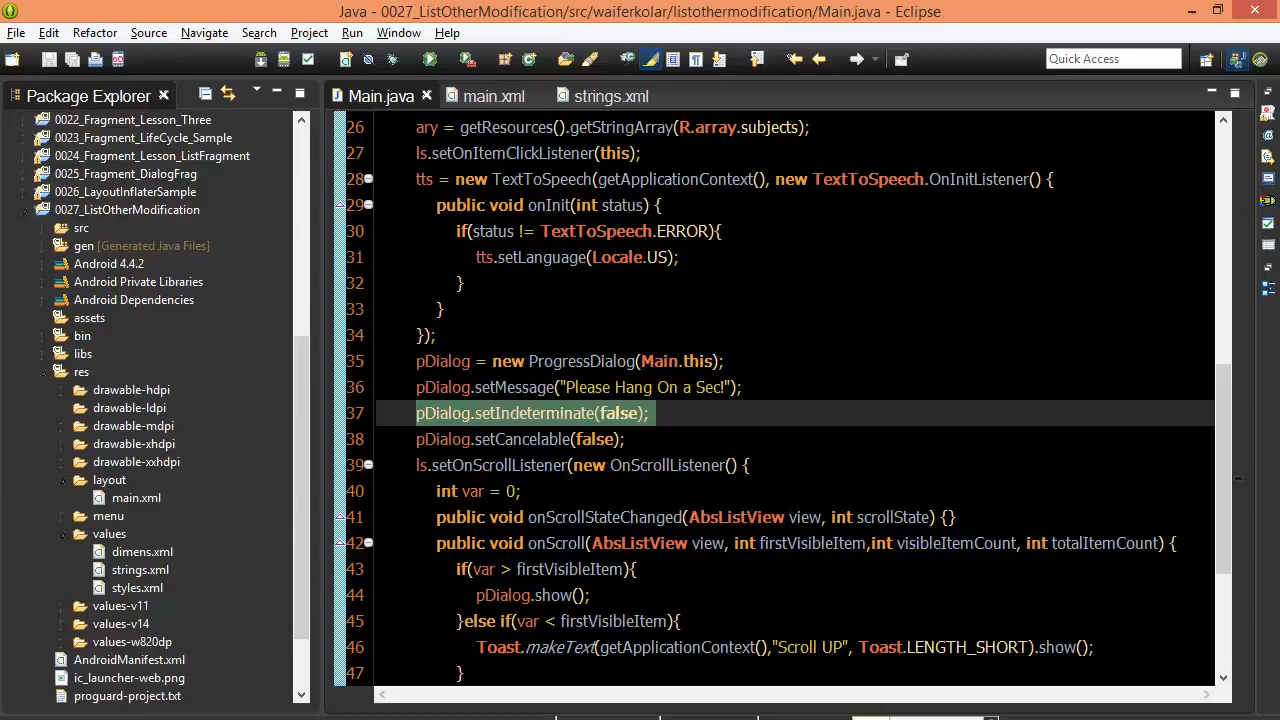 Java - 0027_ListOtherModification/src/waiferkolar/listothermodification/Main.java - Eclipse
File Edit Refactor Source Navigate Search Project Run Window Help
Quick Access
Package Explorer
0022_Fragment_Lesson_Three
0023_Fragment_LifeCycle_Sample
0024_Fragment_Lesson_ListFragment
0025_Fragment_DialogFrag
0026_LayoutInflaterSample
0027_ListOtherModification
src
gen [Generated Java Files]
Android 4.4.2
Android Private Libraries
Android Dependencies
assets
bin
libs
res
drawable-hdpi
drawable-ldpi
drawable-mdpi
drawable-xhdpi
drawable-xxhdpi
layout
main.xml
menu
values
dimens.xml
strings.xml
styles.xml
values-v11
values-v14
values-w820dp
AndroidManifest.xml
ic_launcher-web.png
proguard-project.txt
Main.java main.xml strings.xml
26 ary = getResources().getStringArray(R.array.subjects);
27 ls.setOnItemClickListener(this);
28 tts = new TextToSpeech(getApplicationContext(), new TextToSpeech.OnInitListener() {
29 public void onInit(int status) {
30 if(status != TextToSpeech.ERROR){
31 tts.setLanguage(Locale.US);
32 }
33 }
34 });
35 pDialog = new ProgressDialog(Main.this);
36 pDialog.setMessage("Please Hang On a Sec!");
37 pDialog.setIndeterminate(false);
38 pDialog.setCancelable(false);
39 ls.setOnScrollListener(new OnScrollListener() {
40 int var = 0;
41 public void onScrollStateChanged(AbsListView view, int scrollState) {}
42 public void onScroll(AbsListView view, int firstVisibleItem,int visibleItemCount, int totalItemCount) {
43 if(var > firstVisibleItem){
44 pDialog.show();
45 }else if(var < firstVisibleItem){
46 Toast.makeText(getApplicationContext(),"Scroll UP", Toast.LENGTH_SHORT).show();
47 }